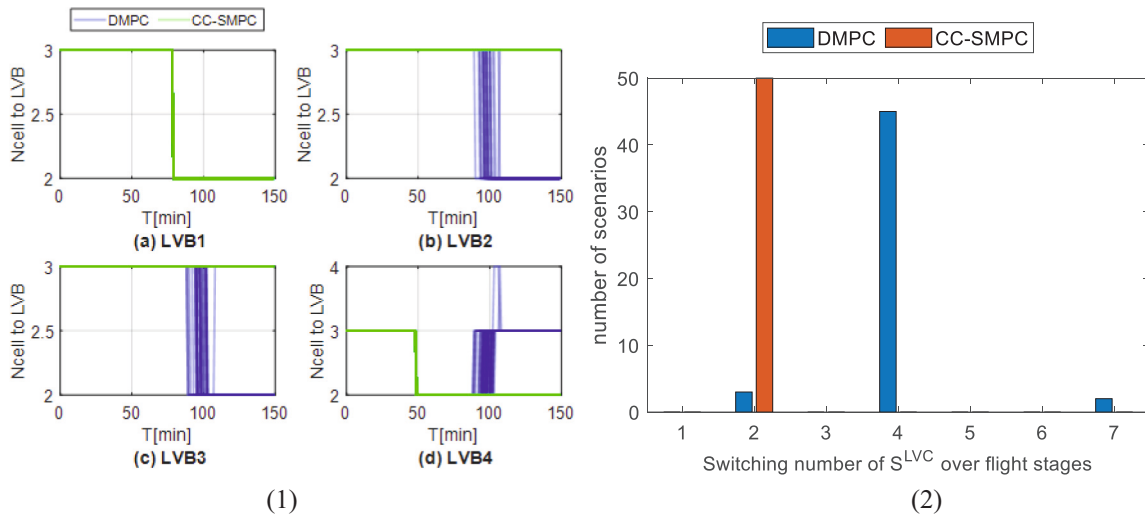 DMPC CC-SMPC
Ncell to LVB
3
2.5
2
0 50 100 150
T[min]
(a) LVB1
Ncell to LVB
3
2.5
2
0 50 100 150
T[min]
(b) LVB2
Ncell to LVB
3
2.5
2
0 50 100 150
T[min]
(c) LVB3
Ncell to LVB
4
3
2
0 50 100 150
T[min]
(d) LVB4
(1)
DMPC CC-SMPC
number of scenarios
50
40
30
20
10
0
1 2 3 4 5 6 7
Switching number of S^LVC over flight stages
(2)